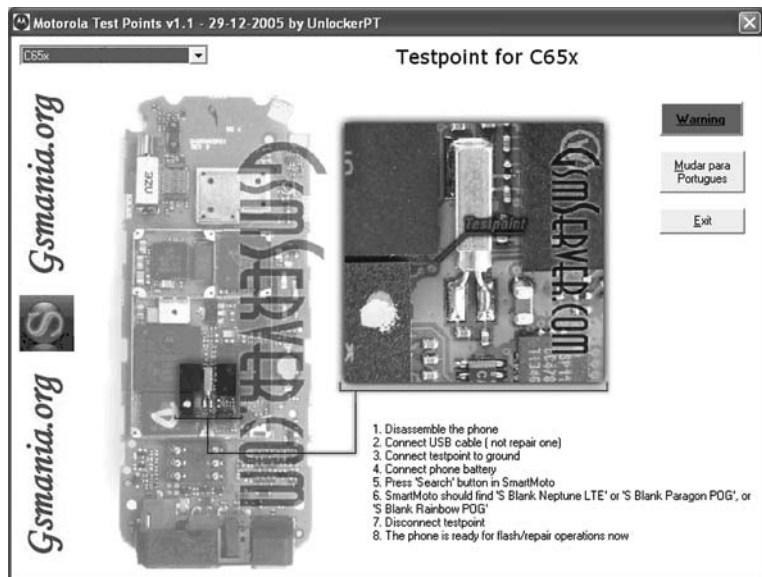 Motorola Test Points v1.1 - 29-12-2005 by UnlockerPT
C65x
Testpoint for C65x
Gsmania.org
Gsmania.org
S
GSMSERVER.COM
32U
Testpoint
GSMSERVER.COM
Warning
Mudar para
Portugues
Exit
1. Disassemble the phone
2. Connect USB cable ( not repair one)
3. Connect testpoint to ground
4. Connect phone battery
5. Press 'Search' button in SmartMoto
6. SmartMoto should find 'S Blank Neptune LTE' or 'S Blank Paragon POG', or
'S Blank Rainbow POG'
7. Disconnect testpoint
8. The phone is ready for flash/repair operations now